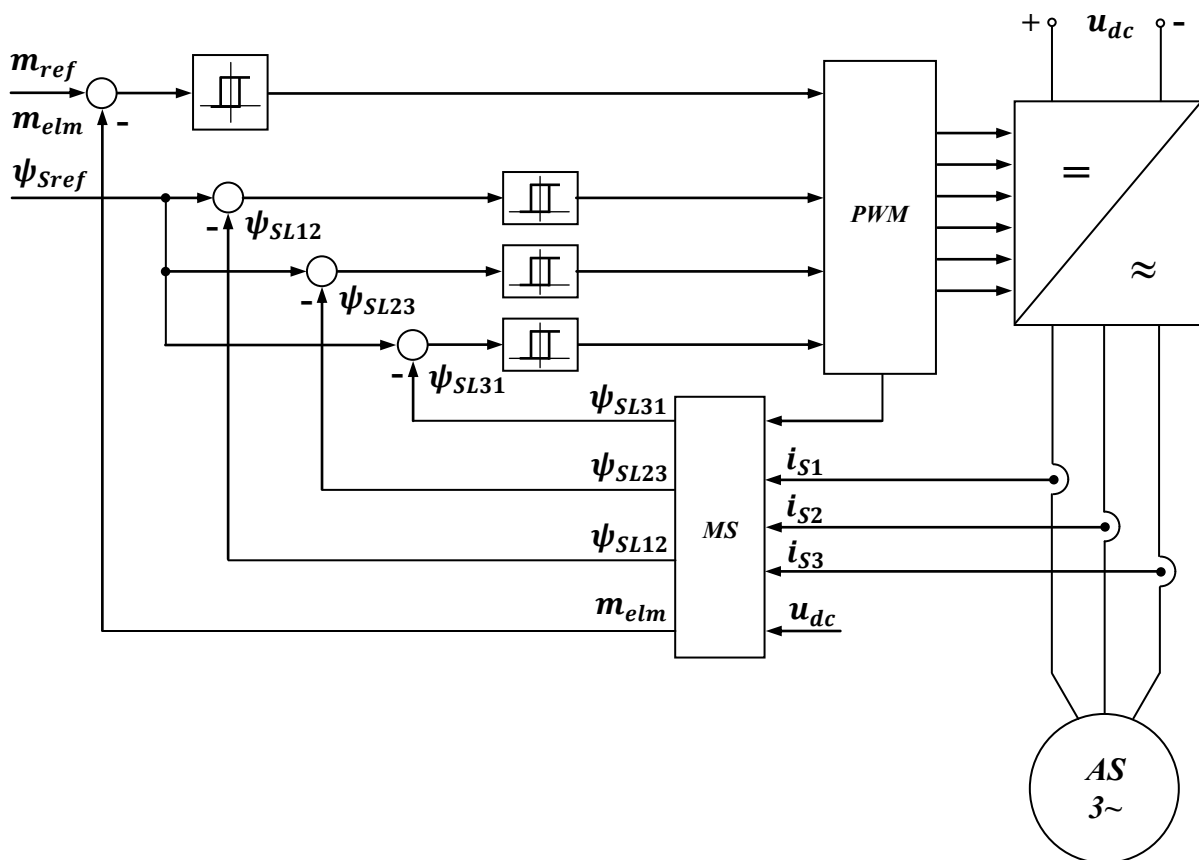 + u_dc -
m_ref
m_elm -
ψ_Sref
- ψ_SL12
- ψ_SL23
- ψ_SL31
PWM
=
≈
ψ_SL31
ψ_SL23
ψ_SL12
m_elm
MS
i_S1
i_S2
i_S3
u_dc
AS
3~